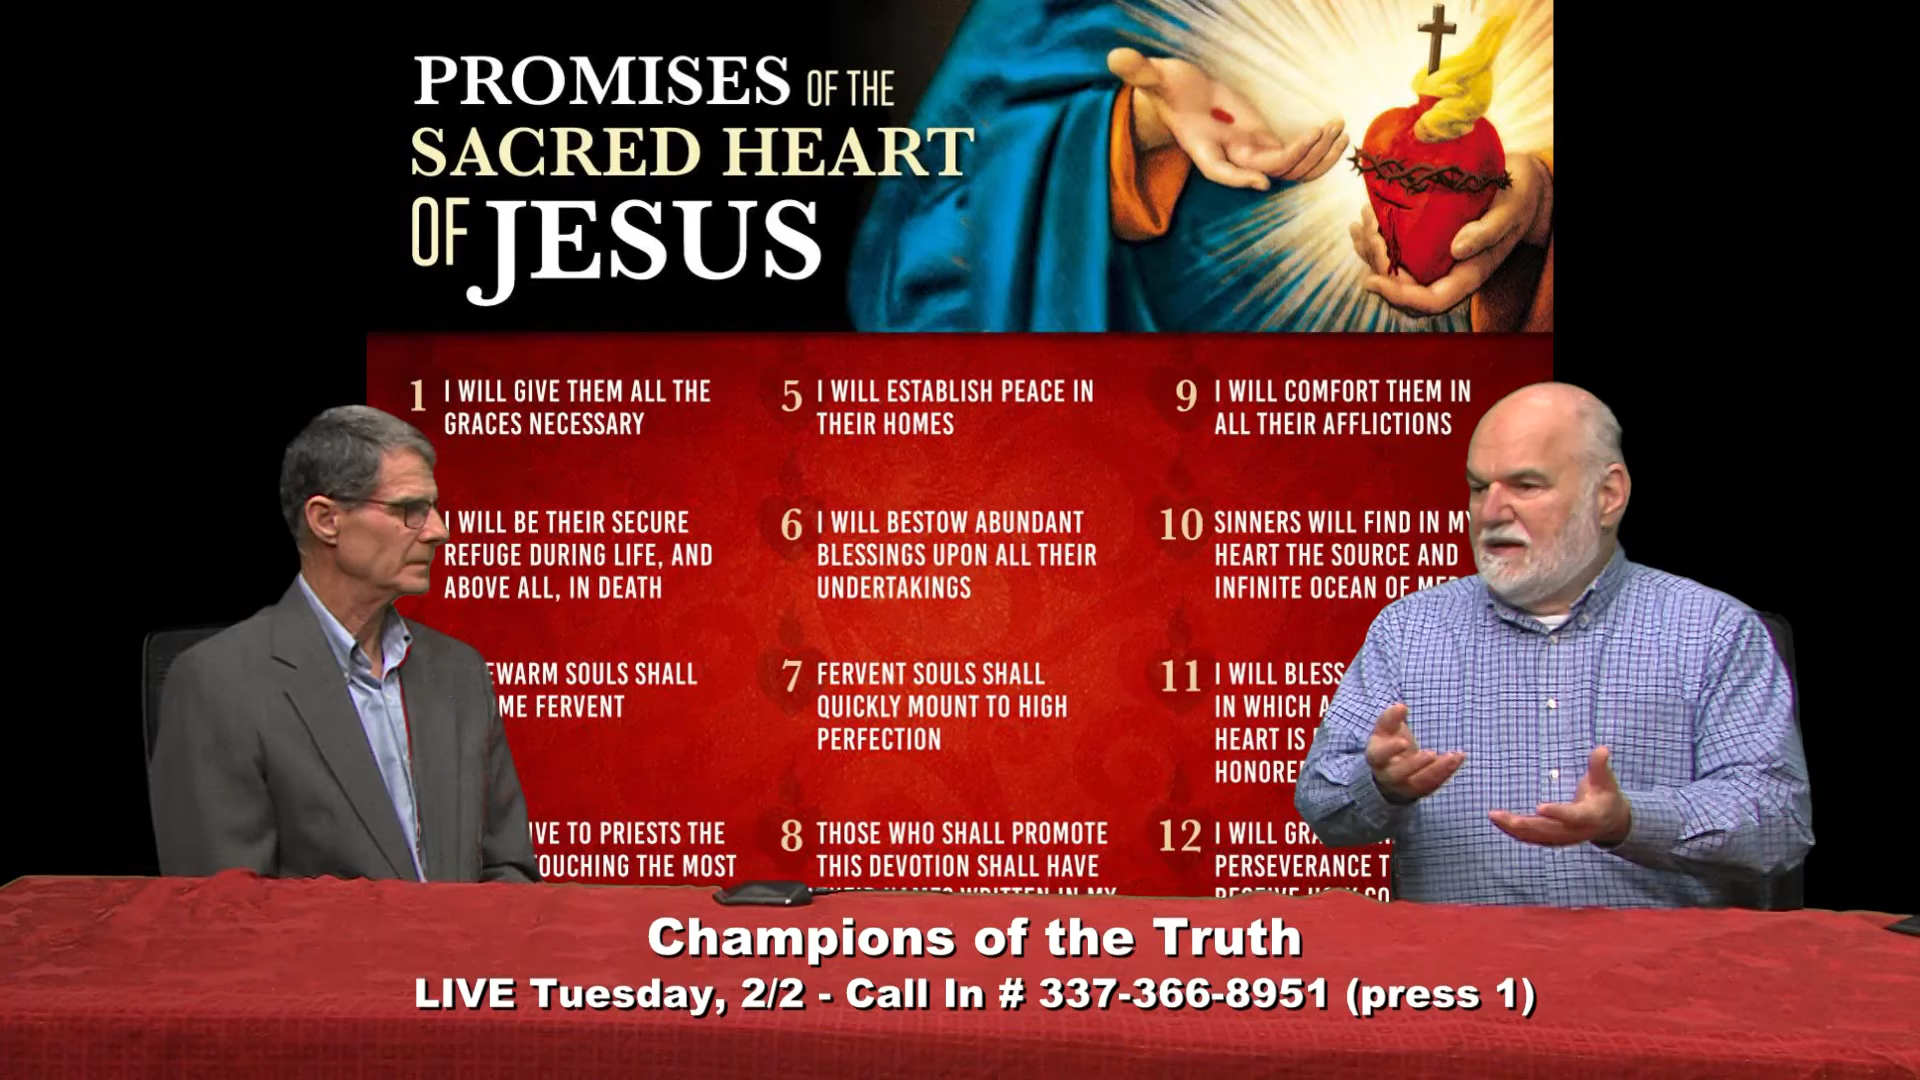 PROMISES OF THE
SACRED HEART
OF JESUS
1 I WILL GIVE THEM ALL THE
GRACES NECESSARY
I WILL BE THEIR SECURE
REFUGE DURING LIFE, AND
ABOVE ALL, IN DEATH
EWARM SOULS SHALL
ME FERVENT
IVE TO PRIESTS THE
TOUCHING THE MOST
5 I WILL ESTABLISH PEACE IN
THEIR HOMES
6 I WILL BESTOW ABUNDANT
BLESSINGS UPON ALL THEIR
UNDERTAKINGS
7 FERVENT SOULS SHALL
QUICKLY MOUNT TO HIGH
PERFECTION
8 THOSE WHO SHALL PROMOTE
THIS DEVOTION SHALL HAVE
THEIR NAMES WRITTEN IN MY
9 I WILL COMFORT THEM IN
ALL THEIR AFFLICTIONS
10 SINNERS WILL FIND IN MY
HEART THE SOURCE AND
INFINITE OCEAN OF
11 I WILL BLESS
IN WHICH A
HEART IS
HONORE
12 I WILL
PERSEVERANCE T
Champions of the Truth
LIVE Tuesday, 2/2 - Call In # 337-366-8951 (press 1)